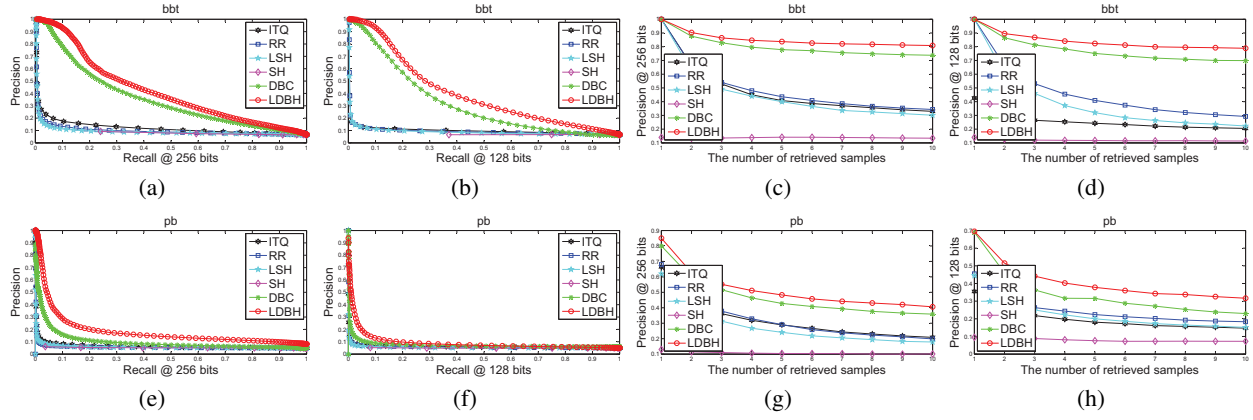 bbt bbt bbt bbt
Precision Precision Precision @ 256 bits Precision @ 128 bits
ITQ
RR
LSH
SH
DBC
LDBH
ITQ
RR
LSH
SH
DBC
LDBH
ITQ
RR
LSH
SH
DBC
LDBH
ITQ
RR
LSH
SH
DBC
LDBH
Recall @ 256 bits Recall @ 128 bits The number of retrieved samples The number of retrieved samples
(a) (b) (c) (d)
pb pb pb pb
Precision Precision Precision @ 256 bits Precision @ 128 bits
ITQ
RR
LSH
SH
DBC
LDBH
ITQ
RR
LSH
SH
DBC
LDBH
ITQ
RR
LSH
SH
DBC
LDBH
ITQ
RR
LSH
SH
DBC
LDBH
Recall @ 256 bits Recall @ 128 bits The number of retrieved samples The number of retrieved samples
(e) (f) (g) (h)